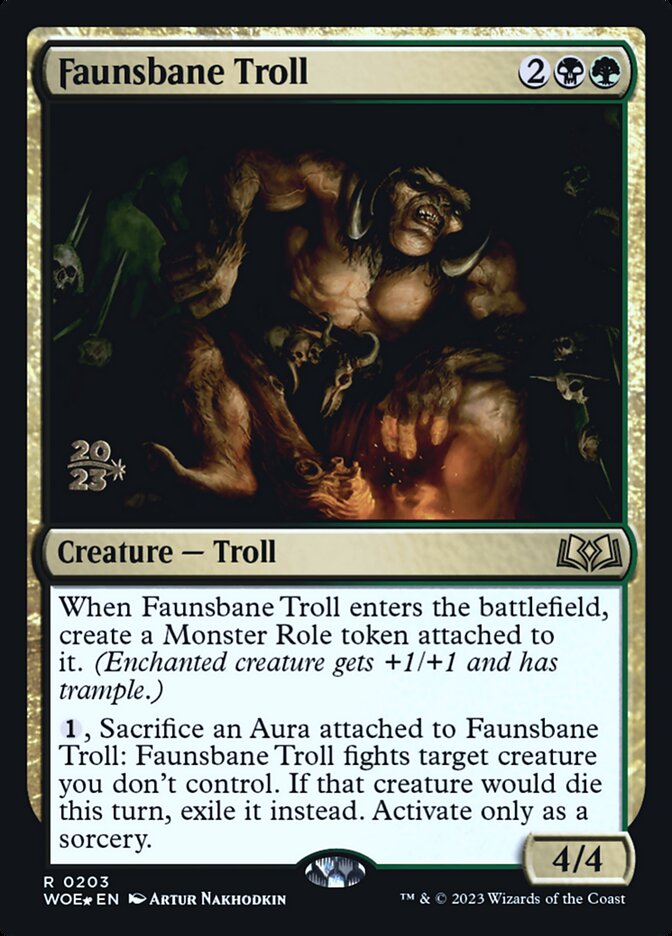 Faunsbane Troll 2
20
23
Creature — Troll
When Faunsbane Troll enters the battlefield,
create a Monster Role token attached to
it. (Enchanted creature gets +1/+1 and has
trample.)
1, Sacrifice an Aura attached to Faunsbane
Troll: Faunsbane Troll fights target creature
you don't control. If that creature would die
this turn, exile it instead. Activate only as a
sorcery.
4/4
R 0203
WOE★EN Artur Nakhodkin ™ & © 2023 Wizards of the Coast